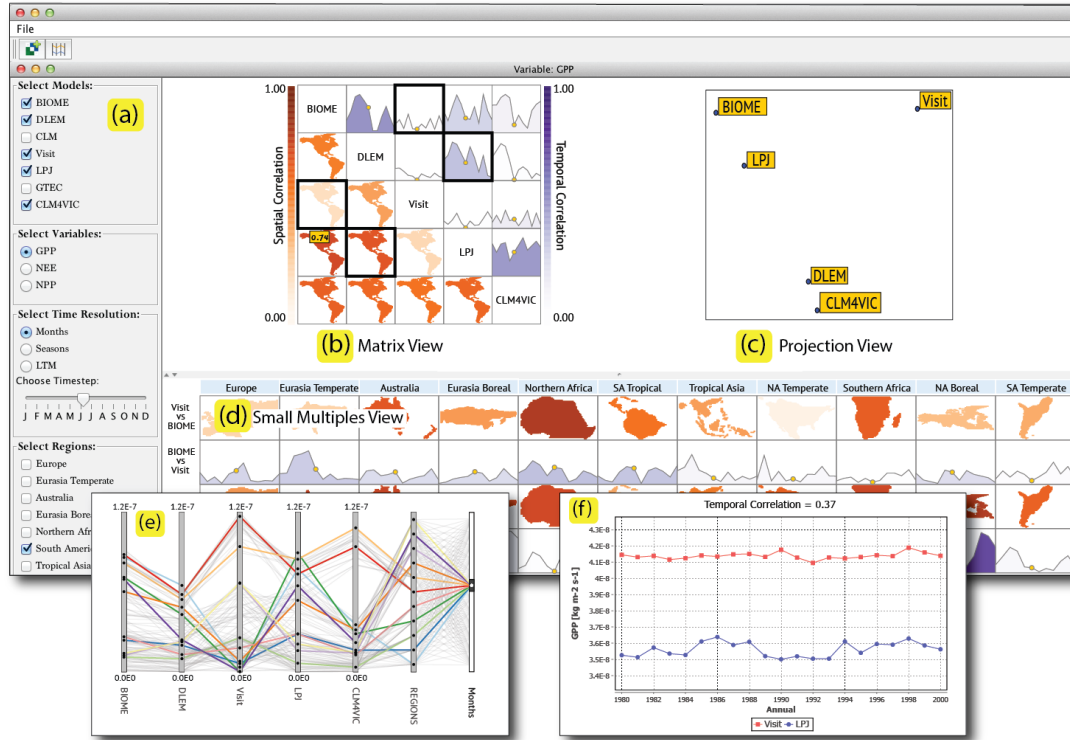 File
Variable: GPP
Select Models:
BIOME
DLEM
CLM
Visit
LPJ
GTEC
CLM4VIC
(a)
Select Variables:
GPP
NEE
NPP
Select Time Resolution:
Months
Seasons
LTM
Choose Timestep:
J F M A M J J A S O N D
Select Regions:
Europe
Eurasia Temperate
Australia
Eurasia Bore
Northern Afr
South Americ
Tropical Asia
1.00
Spatial Correlation
0.00
BIOME
DLEM
Visit
0.74
LPJ
CLM4VIC
1.00
Temporal Correlation
0.00
(b) Matrix View
BIOME
Visit
LPJ
DLEM
CLM4VIC
(c) Projection View
Europe Eurasia Temperate Australia Eurasia Boreal Northern Africa SA Tropical Tropical Asia NA Temperate Southern Africa NA Boreal SA Temperate
Visit
vs
BIOME
(d) Small Multiples View
BIOME
vs
Visit
(e)
1.2E-7 1.2E-7 1.2E-7 1.2E-7 1.2E-7
0.0E0 0.0E0 0.0E0 0.0E0 0.0E0
BIOME DLEM Visit LPJ CLM4VIC REGIONS Months
(f)
Temporal Correlation = 0.37
GPP [kg m-2 s-1]
4.3E-8
4.2E-8
4.1E-8
4.0E-8
3.8E-8
3.7E-8
3.6E-8
3.5E-8
3.4E-8
1980 1982 1984 1986 1988 1990 1992 1994 1996 1998 2000
Annual
Visit LPJ